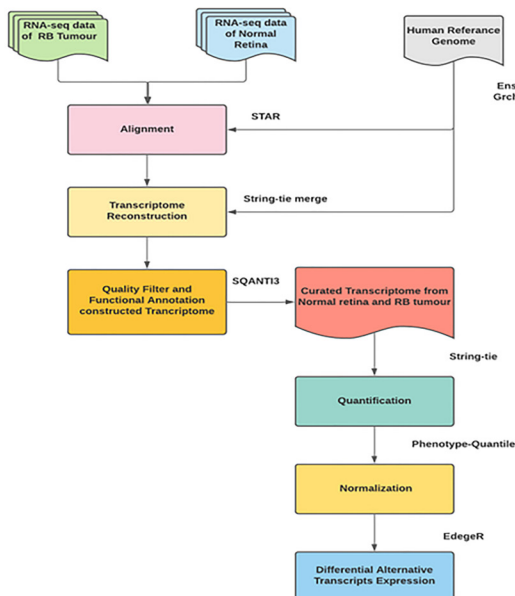 RNA-seq data
of RB Tumour
RNA-seq data
of Normal
Retina
Human Referance
Genome
Ens
Grcl
STAR
Alignment
Transcriptome
Reconstruction
String-tie merge
Quality Filter and
Functional Annotation
constructed Trancriptome
SQANTI3
Curated Transcriptome from
Normal retina and RB tumour
String-tie
Quantification
Phenotype-Quantile
Normalization
EdegeR
Differential Alternative
Transcripts Expression